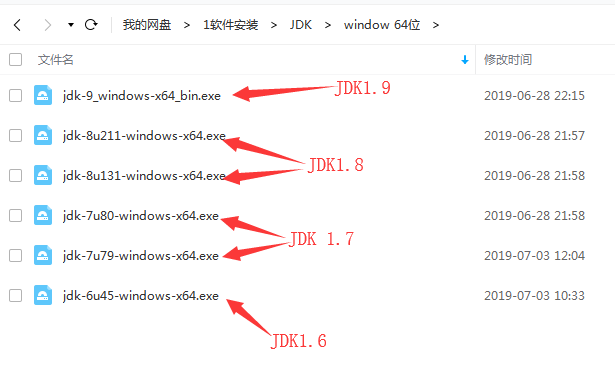 我的网盘 > 1软件安装 > JDK > window 64位 >
文件名 修改时间
jdk-9_windows-x64_bin.exe JDK1.9 2019-06-28 22:15
jdk-8u211-windows-x64.exe 2019-06-28 21:57
JDK1.8
jdk-8u131-windows-x64.exe 2019-06-28 21:58
jdk-7u80-windows-x64.exe 2019-06-28 21:58
JDK 1.7
jdk-7u79-windows-x64.exe 2019-07-03 12:04
jdk-6u45-windows-x64.exe 2019-07-03 10:33
JDK1.6